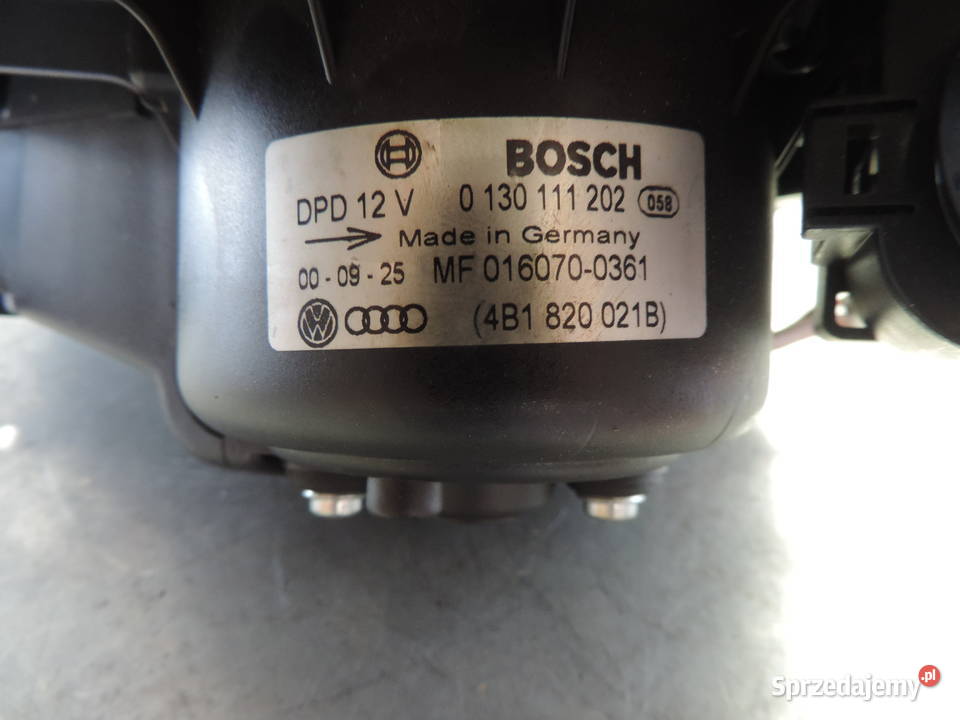 BOSCH
DPD 12 V 0 130 111 202 058
Made in Germany
00 - 09 - 25 MF 016070-0361
VW (4B1 820 021B)
Sprzedajemy.pl